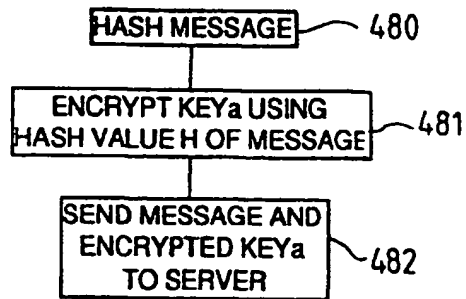 HASH MESSAGE
480
ENCRYPT KEYa USING
HASH VALUE H OF MESSAGE
481
SEND MESSAGE AND
ENCRYPTED KEYa
TO SERVER
482